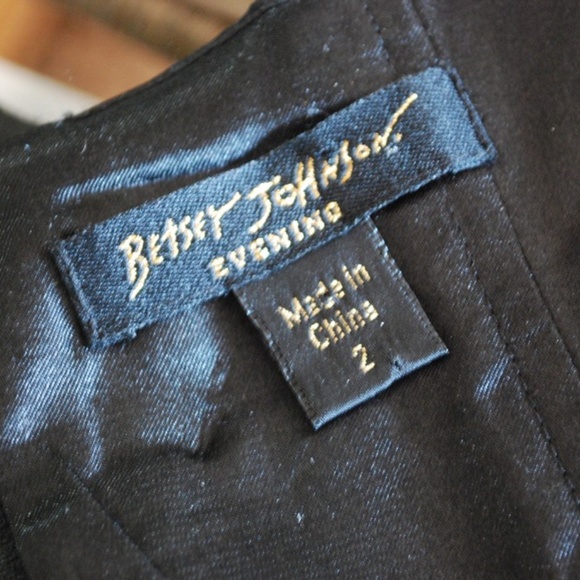 BETSEY JOHNSON.
EVENING
Made in
China
2